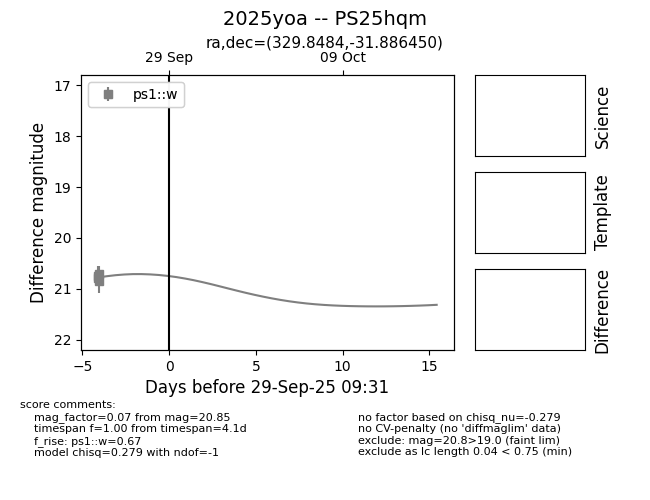 2025yoa -- PS25hqm
ra,dec=(329.8484,-31.886450)
29 Sep
09 Oct
ps1::w
17
18
19
20
21
22
Difference magnitude
−5
0
5
10
15
Days before 29-Sep-25 09:31
Science
Template
Difference
score comments:
mag_factor=0.07 from mag=20.85
timespan f=1.00 from timespan=4.1d
f_rise: ps1::w=0.67
model chisq=0.279 with ndof=-1
no factor based on chisq_nu=-0.279
no CV-penalty (no 'diffmaglim' data)
exclude: mag=20.8>19.0 (faint lim)
exclude as lc length 0.04 < 0.75 (min)